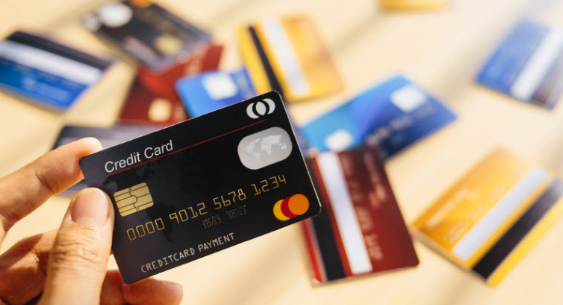 Credit Card
0000 9012 5678 1234
CREDITCARD PAYMENT